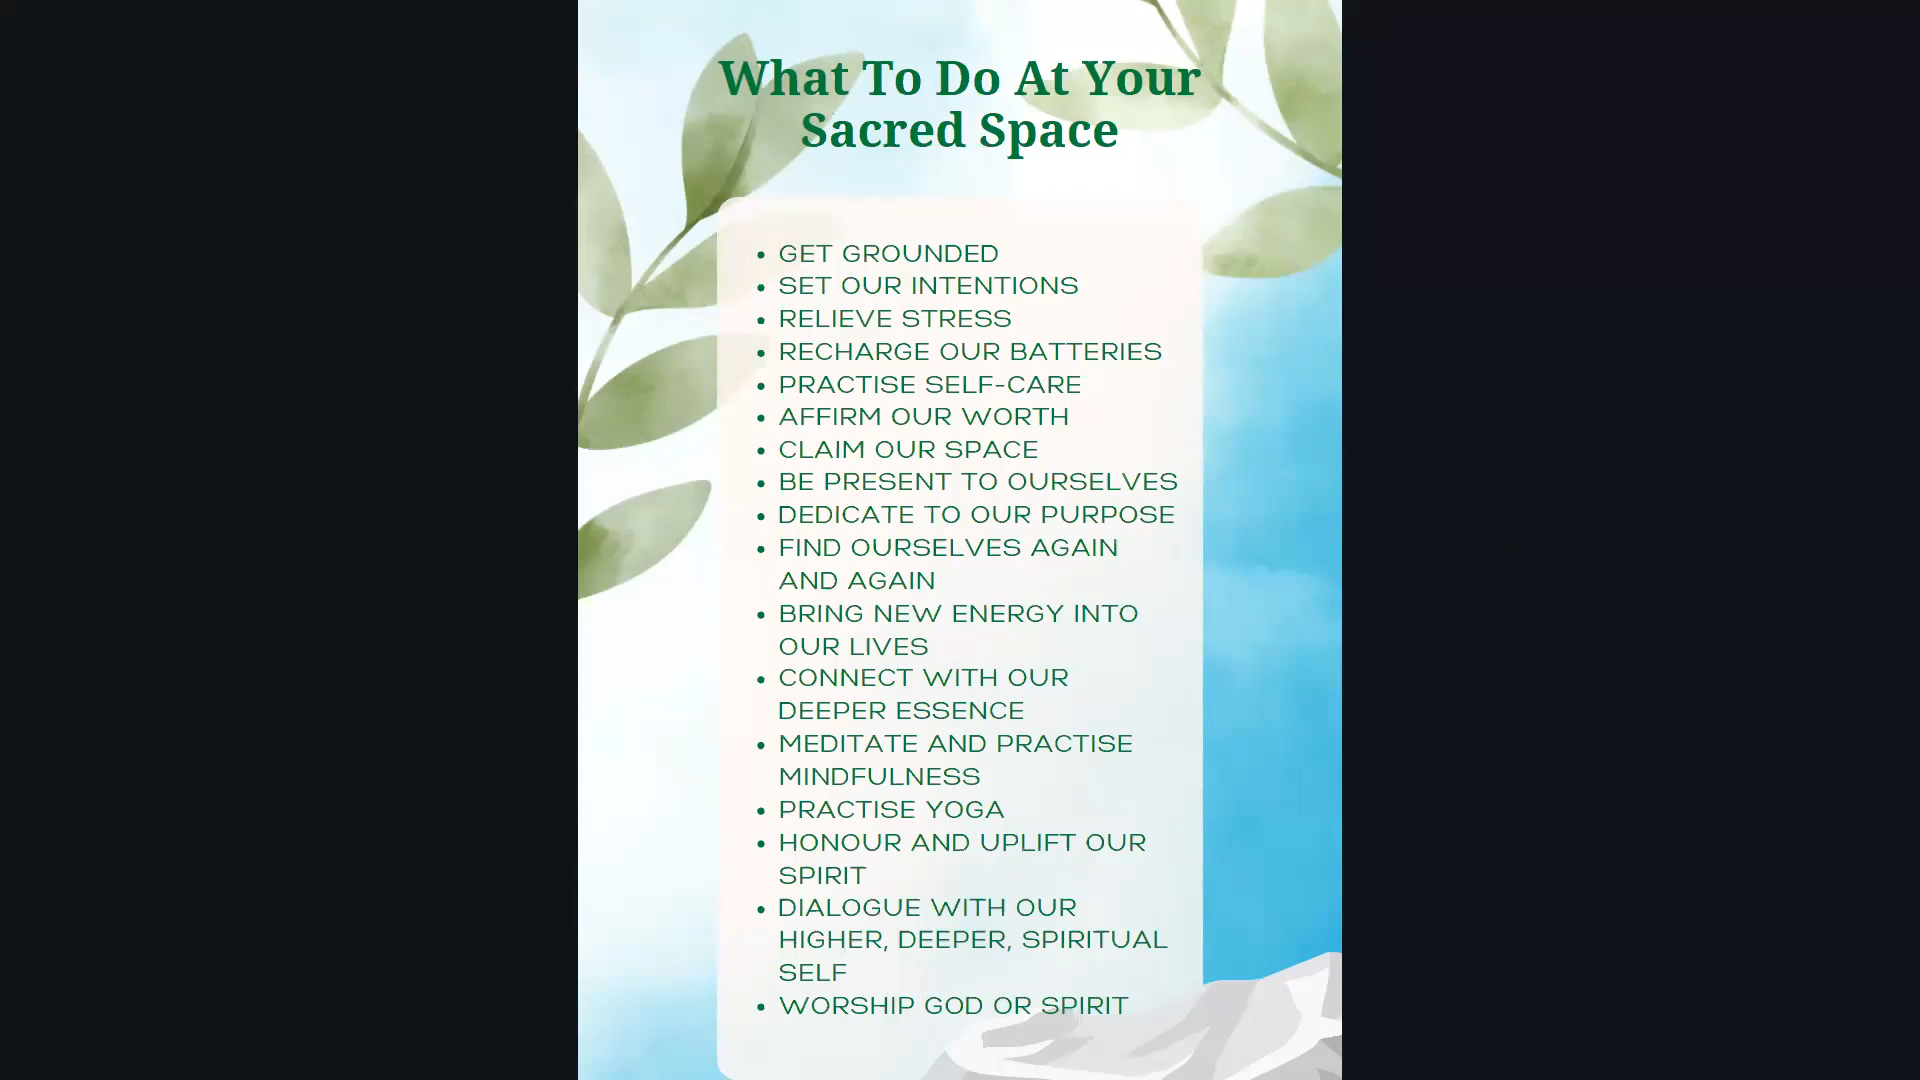 What To Do At Your
Sacred Space
• GET GROUNDED
• SET OUR INTENTIONS
• RELIEVE STRESS
• RECHARGE OUR BATTERIES
• PRACTISE SELF-CARE
• AFFIRM OUR WORTH
• CLAIM OUR SPACE
• BE PRESENT TO OURSELVES
• DEDICATE TO OUR PURPOSE
• FIND OURSELVES AGAIN
AND AGAIN
• BRING NEW ENERGY INTO
OUR LIVES
• CONNECT WITH OUR
DEEPER ESSENCE
• MEDITATE AND PRACTISE
MINDFULNESS
• PRACTISE YOGA
• HONOUR AND UPLIFT OUR
SPIRIT
• DIALOGUE WITH OUR
HIGHER, DEEPER, SPIRITUAL
SELF
• WORSHIP GOD OR SPIRIT